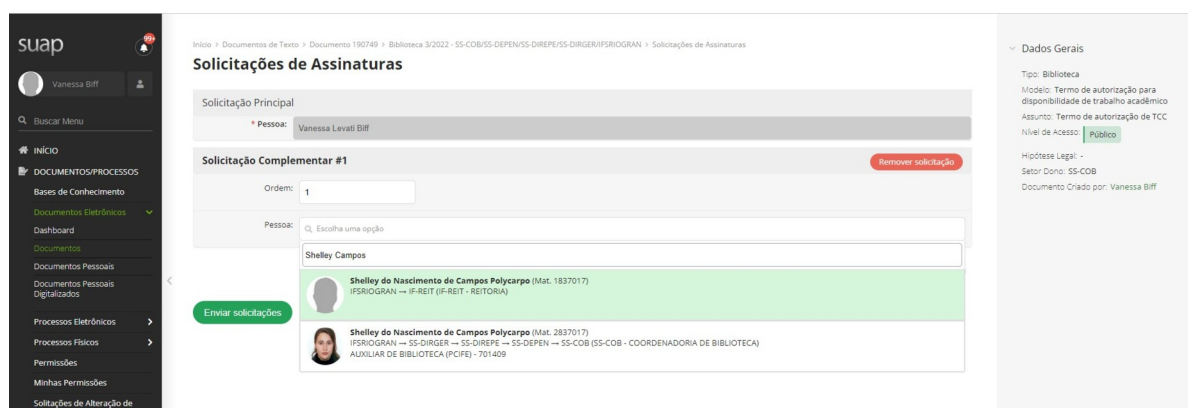 suap
99+
Vanessa Biff
Buscar Menu
INÍCIO
DOCUMENTOS/PROCESSOS
Bases de Conhecimento
Documentos Eletrônicos
Dashboard
Documentos
Documentos Pessoais
Documentos Pessoais
Digitalizados
Processos Eletrônicos
Processos Físicos
Permissões
Minhas Permissões
Solitações de Alteração de
Início > Documentos de Texto > Documento 190749 > Biblioteca 3/2022 - SS-COB/SS-DEPEN/SS-DIREPE/SS-DIRGER/IFSRIOGRAN > Solicitações de Assinaturas
Solicitações de Assinaturas
Solicitação Principal
* Pessoa: Vanessa Levati Biff
Solicitação Complementar #1
Remover solicitação
Ordem: 1
Pessoa: Escolha uma opção
Shelley Campos
Shelley do Nascimento de Campos Polycarpo (Mat. 1837017)
IFSRIOGRAN → IF-REIT (IF-REIT - REITORIA)
Shelley do Nascimento de Campos Polycarpo (Mat. 2837017)
IFSRIOGRAN → SS-DIRGER → SS-DIREPE → SS-DEPEN → SS-COB (SS-COB - COORDENADORIA DE BIBLIOTECA)
AUXILIAR DE BIBLIOTECA (PCIFE) - 701409
Enviar solicitações
Dados Gerais
Tipo: Biblioteca
Modelo: Termo de autorização para
disponibilidade de trabalho acadêmico
Assunto: Termo de autorização de TCC
Nível de Acesso: Público
Hipótese Legal: -
Setor Dono: SS-COB
Documento Criado por: Vanessa Biff